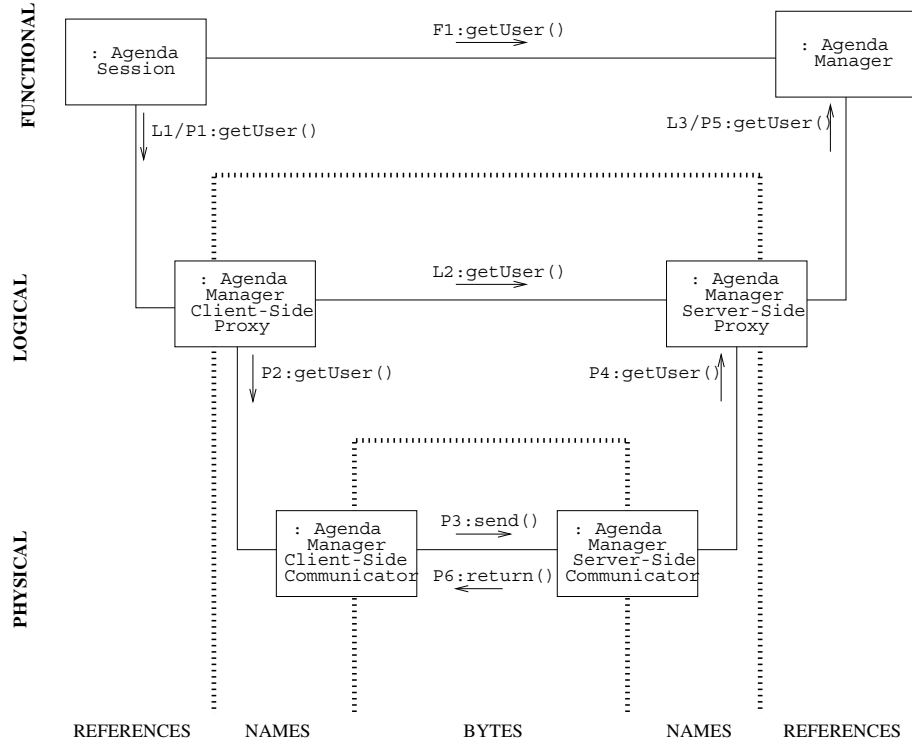 FUNCTIONAL
F1:getUser()
: Agenda
Session
: Agenda
Manager
L1/P1:getUser()
L3/P5:getUser()
LOGICAL
: Agenda
Manager
Client-Side
Proxy
L2:getUser()
: Agenda
Manager
Server-Side
Proxy
P2:getUser()
P4:getUser()
PHYSICAL
: Agenda
Manager
Client-Side
Communicator
P3:send()
P6:return()
: Agenda
Manager
Server-Side
Communicator
REFERENCES
NAMES
BYTES
NAMES
REFERENCES